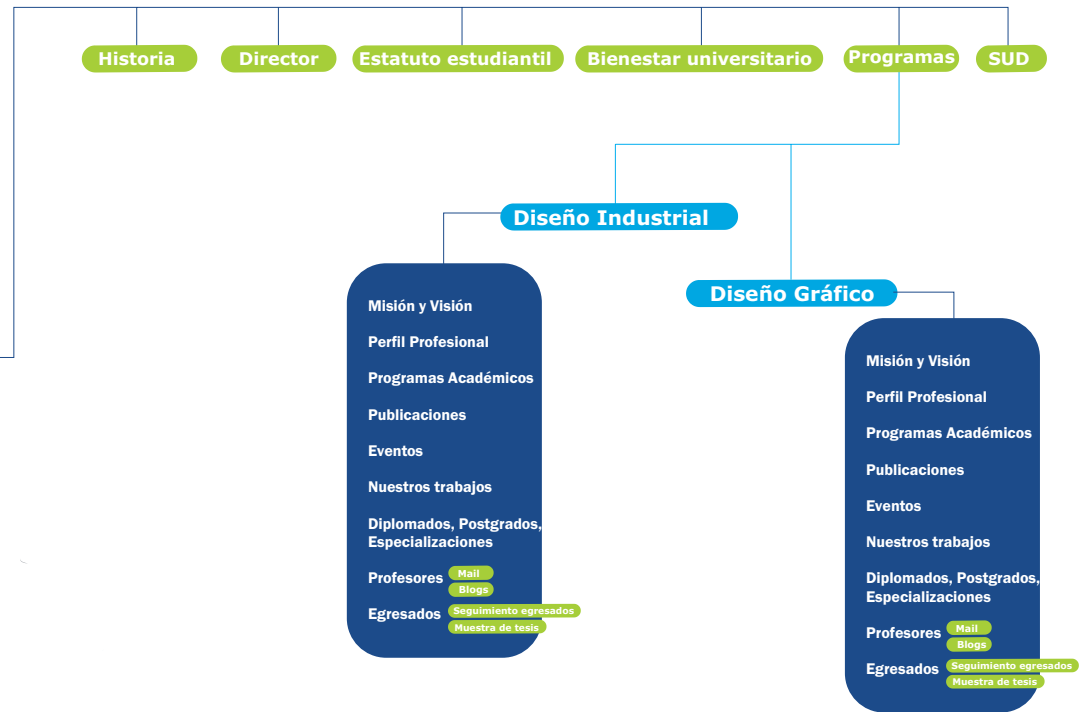 Historia
Director
Estatuto estudiantil
Bienestar universitario
Programas
SUD
Diseño Industrial
Misión y Visión
Perfil Profesional
Programas Académicos
Publicaciones
Eventos
Nuestros trabajos
Diplomados, Postgrados,
Especializaciones
Profesores
Mail
Blogs
Egresados
Seguimiento egresados
Muestra de tesis
Diseño Gráfico
Misión y Visión
Perfil Profesional
Programas Académicos
Publicaciones
Eventos
Nuestros trabajos
Diplomados, Postgrados,
Especializaciones
Profesores
Mail
Blogs
Egresados
Seguimiento egresados
Muestra de tesis